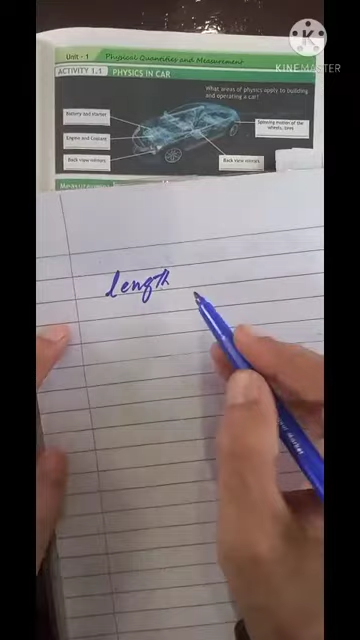 KINEMASTER
Unit - 1 Physical Quantities and Measurement
ACTIVITY 1.1 PHYSICS IN CAR
What areas of physics apply to building
and operating a car?
Battery and starter
Engine and Exhaust
Back view mirrors
Spinning motion of the
wheels, tires
Back view mirrors
length